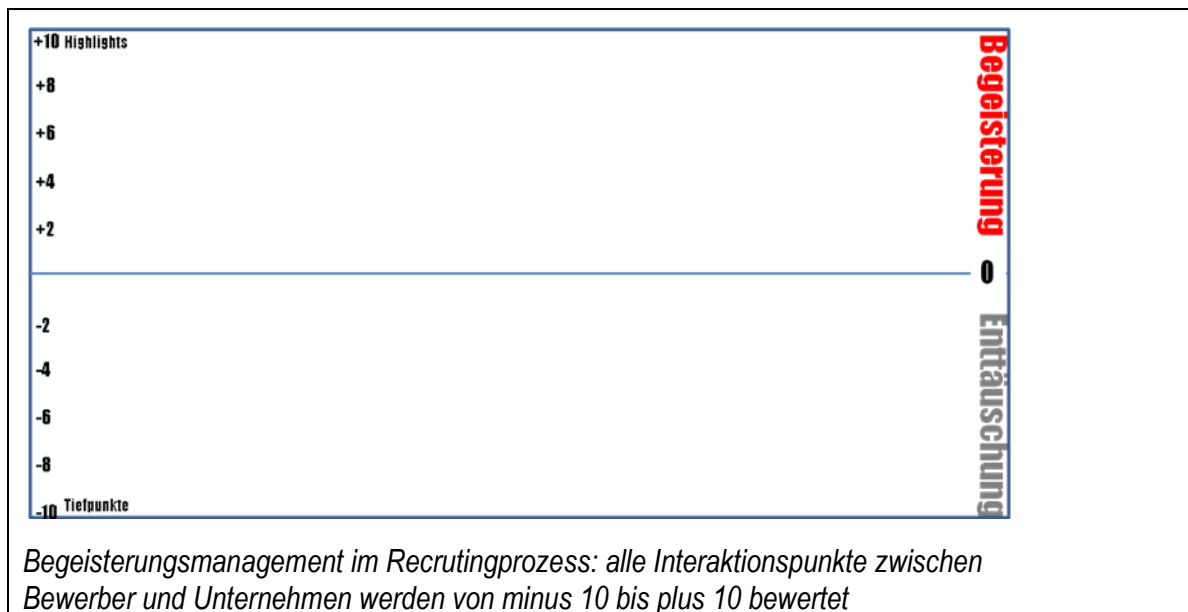 +10 Highlights
+8
+6
+4
+2
Begeisterung
0
-2
-4
-6
-8
-10 Tiefpunkte
Enttäuschung
Begeisterungsmanagement im Recrutingprozess: alle Interaktionspunkte zwischen
Bewerber und Unternehmen werden von minus 10 bis plus 10 bewertet